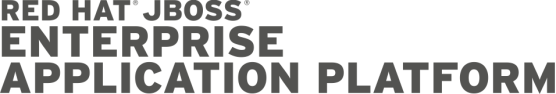 RED HAT® JBOSS®
ENTERPRISE
APPLICATION PLATFORM